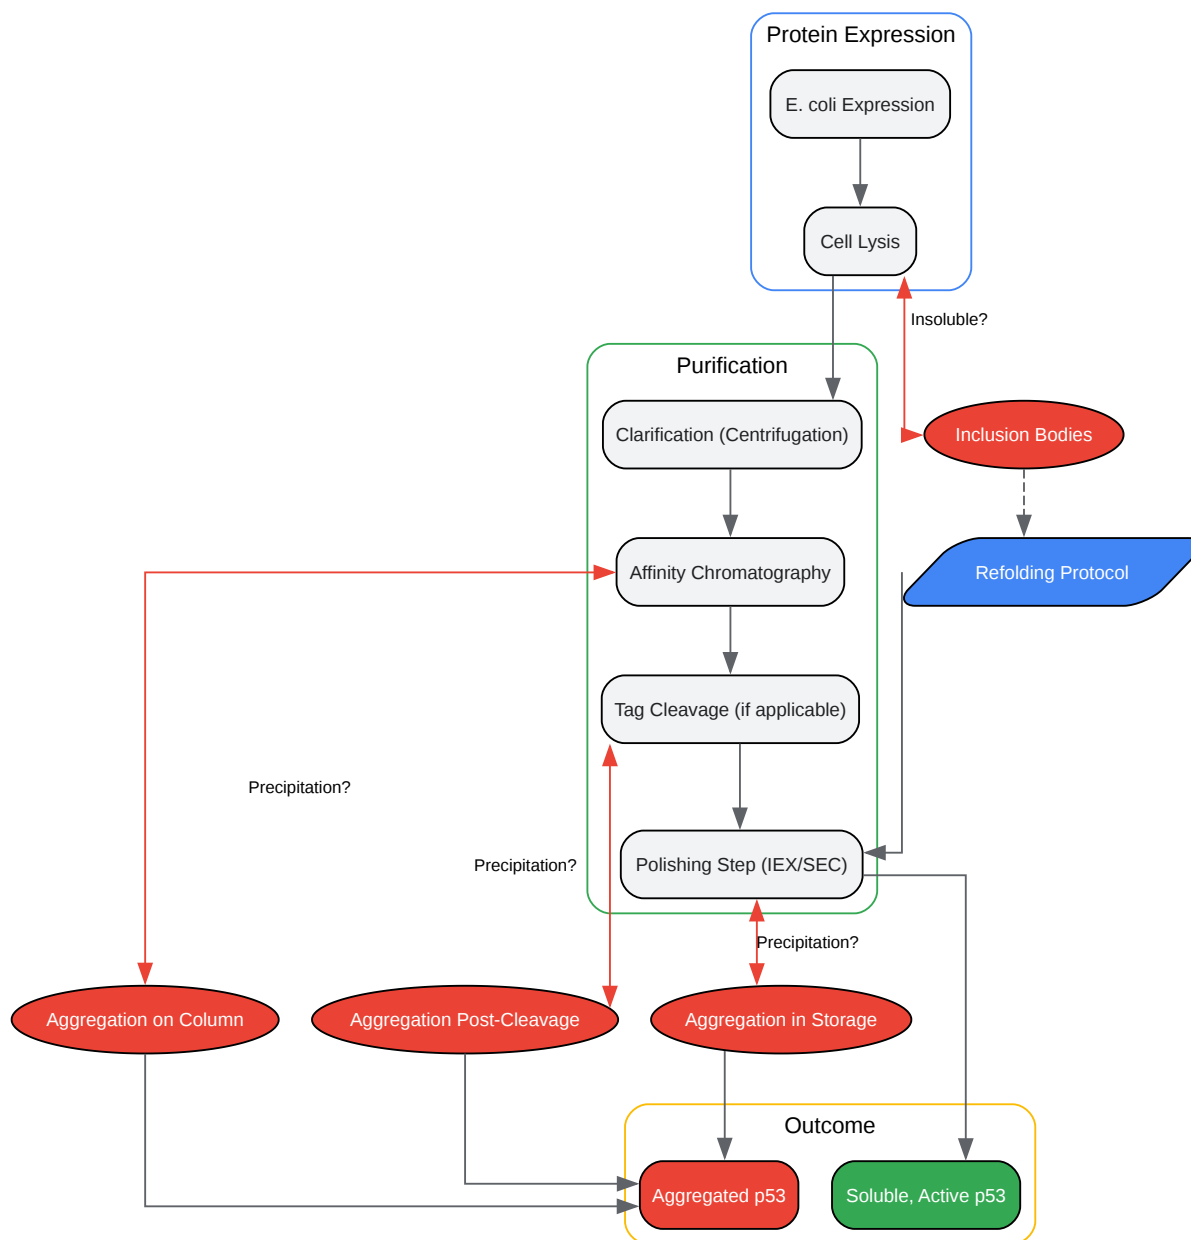 Protein Expression
E. coli Expression
Cell Lysis
Insoluble?
Purification
Clarification (Centrifugation)
Inclusion Bodies
Affinity Chromatography
Refolding Protocol
Tag Cleavage (if applicable)
Precipitation?
Precipitation?
Polishing Step (IEX/SEC)
Precipitation?
Aggregation on Column
Aggregation Post-Cleavage
Aggregation in Storage
Outcome
Aggregated p53
Soluble, Active p53